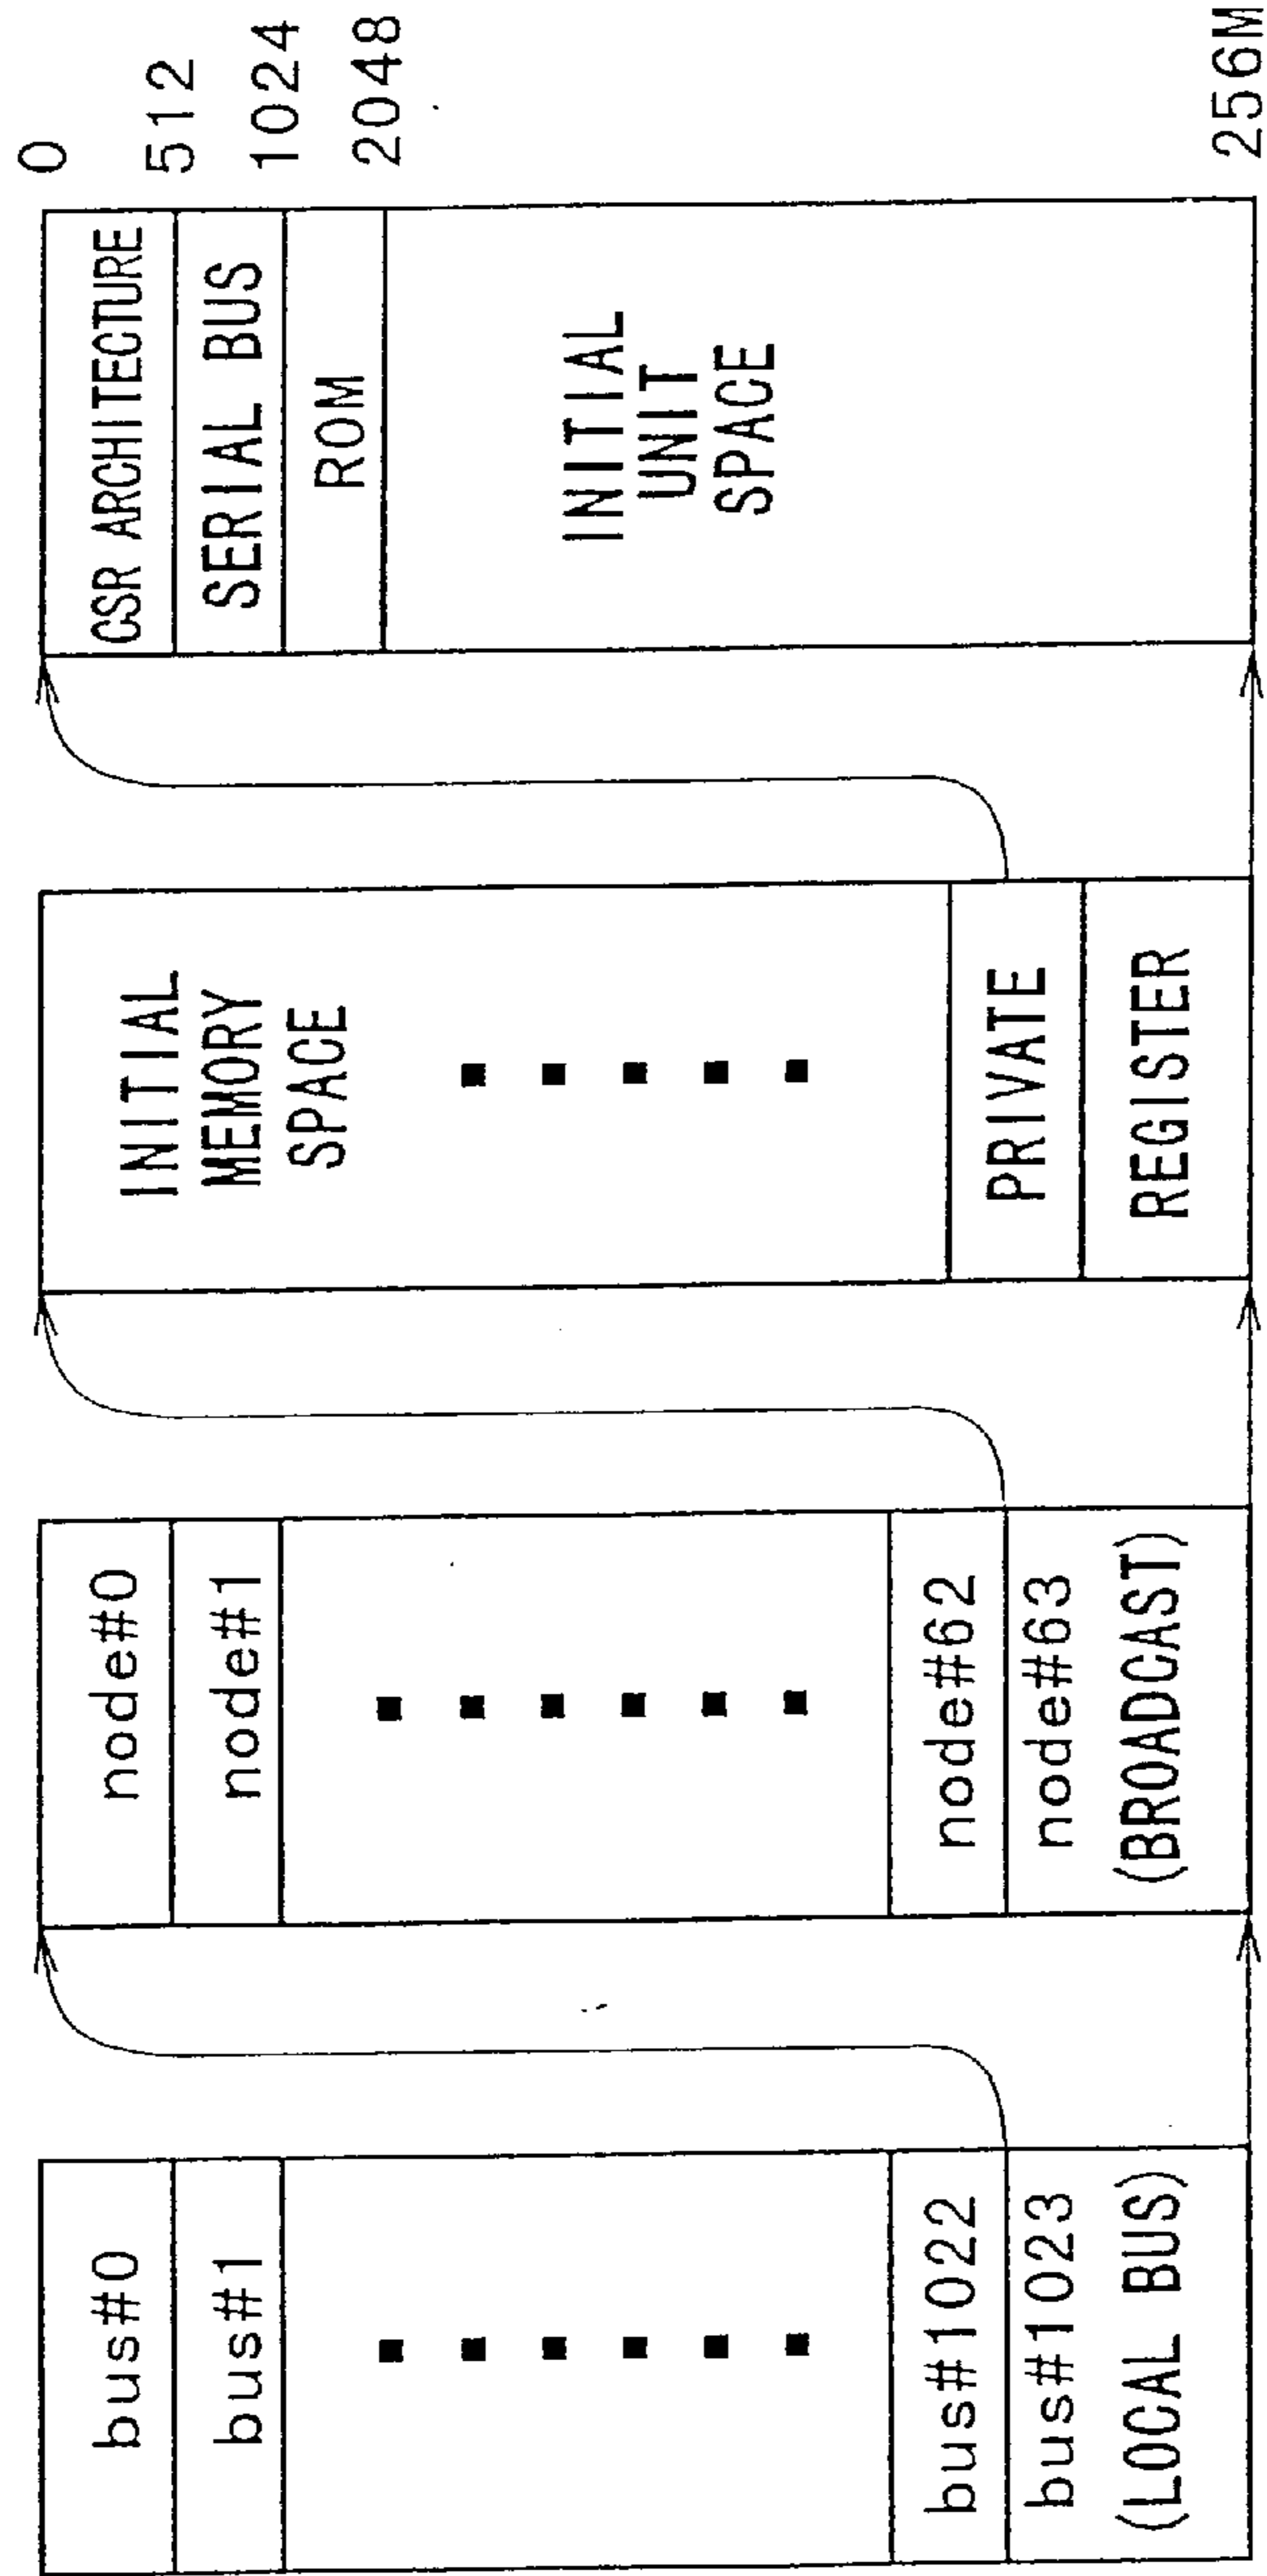 bus#0
bus#1
bus#1022
bus#1023
(LOCAL BUS)
node#0
node#1
node#62
node#63
(BROADCAST)
INITIAL
MEMORY
SPACE
PRIVATE
REGISTER
CSR ARCHITECTURE
SERIAL BUS
ROM
INITIAL
UNIT
SPACE
0
512
1024
2048
256M